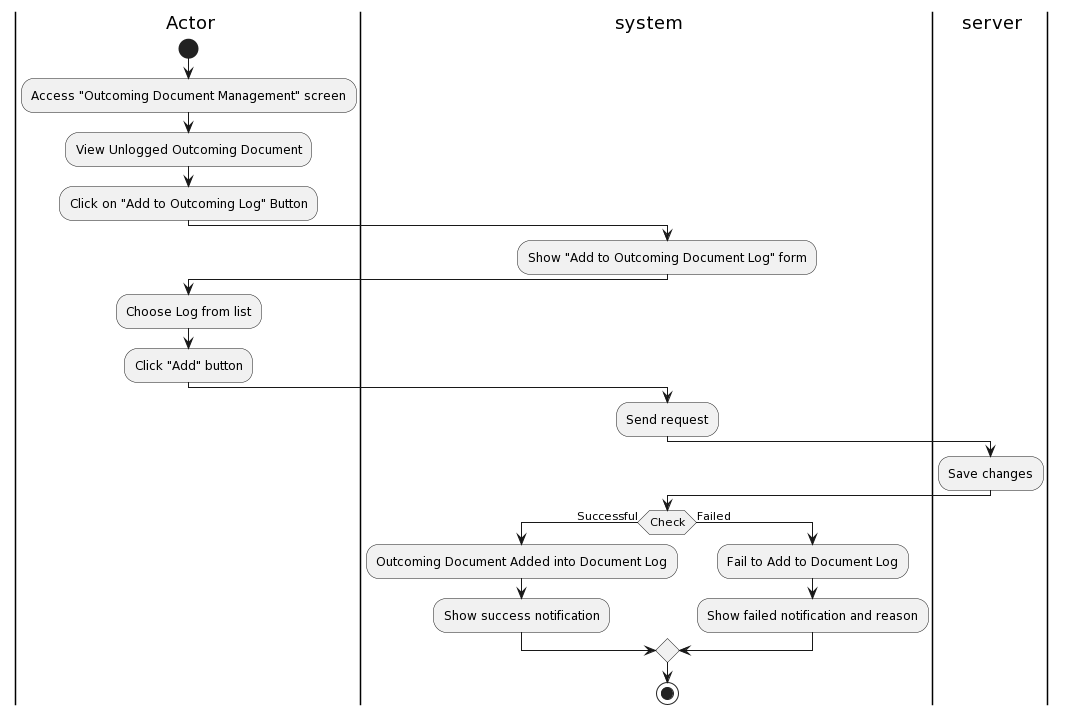 Actor
system
server
Access "Outcoming Document Management" screen
View Unlogged Outcoming Document
Click on "Add to Outcoming Log" Button
Show "Add to Outcoming Document Log" form
Choose Log from list
Click "Add" button
Send request
Save changes
Successful
Check
Failed
Outcoming Document Added into Document Log
Fail to Add to Document Log
Show success notification
Show failed notification and reason